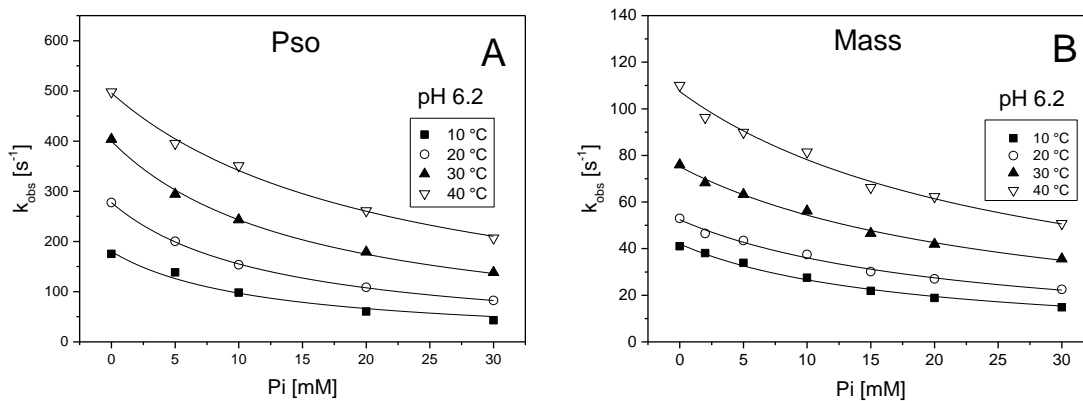 Pso
A
pH 6.2
10 °C
20 °C
30 °C
40 °C
600
500
400
300
200
100
0
k_obs [s⁻¹]
0 5 10 15 20 25 30
Pi [mM]
Mass
B
pH 6.2
10 °C
20 °C
30 °C
40 °C
140
120
100
80
60
40
20
0
k_obs [s⁻¹]
0 5 10 15 20 25 30
Pi [mM]